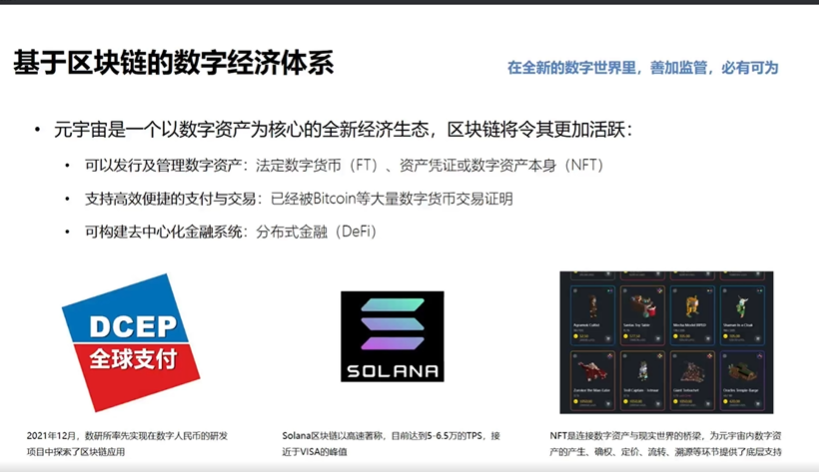 基于区块链的数字经济体系
在全新的数字世界里，善加监管，必有可为
• 元宇宙是一个以数字资产为核心的全新经济生态，区块链将令其更加活跃：
• 可以发行及管理数字资产：法定数字货币（FT）、资产凭证或数字资产本身（NFT）
• 支持高效便捷的支付与交易：已经被Bitcoin等大量数字货币交易证明
• 可构建去中心化金融系统：分布式金融（DeFi）
DCEP
全球支付
SOLANA
2021年12月，数研所率先实现在数字人民币的研发
项目中探索了区块链应用
Solana区块链以高速著称，目前达到5-6.5万的TPS，接
近于VISA的峰值
NFT是连接数字资产与现实世界的桥梁，为元宇宙内数字资
产的产生、确权、定价、流转、溯源等环节提供了底层支持